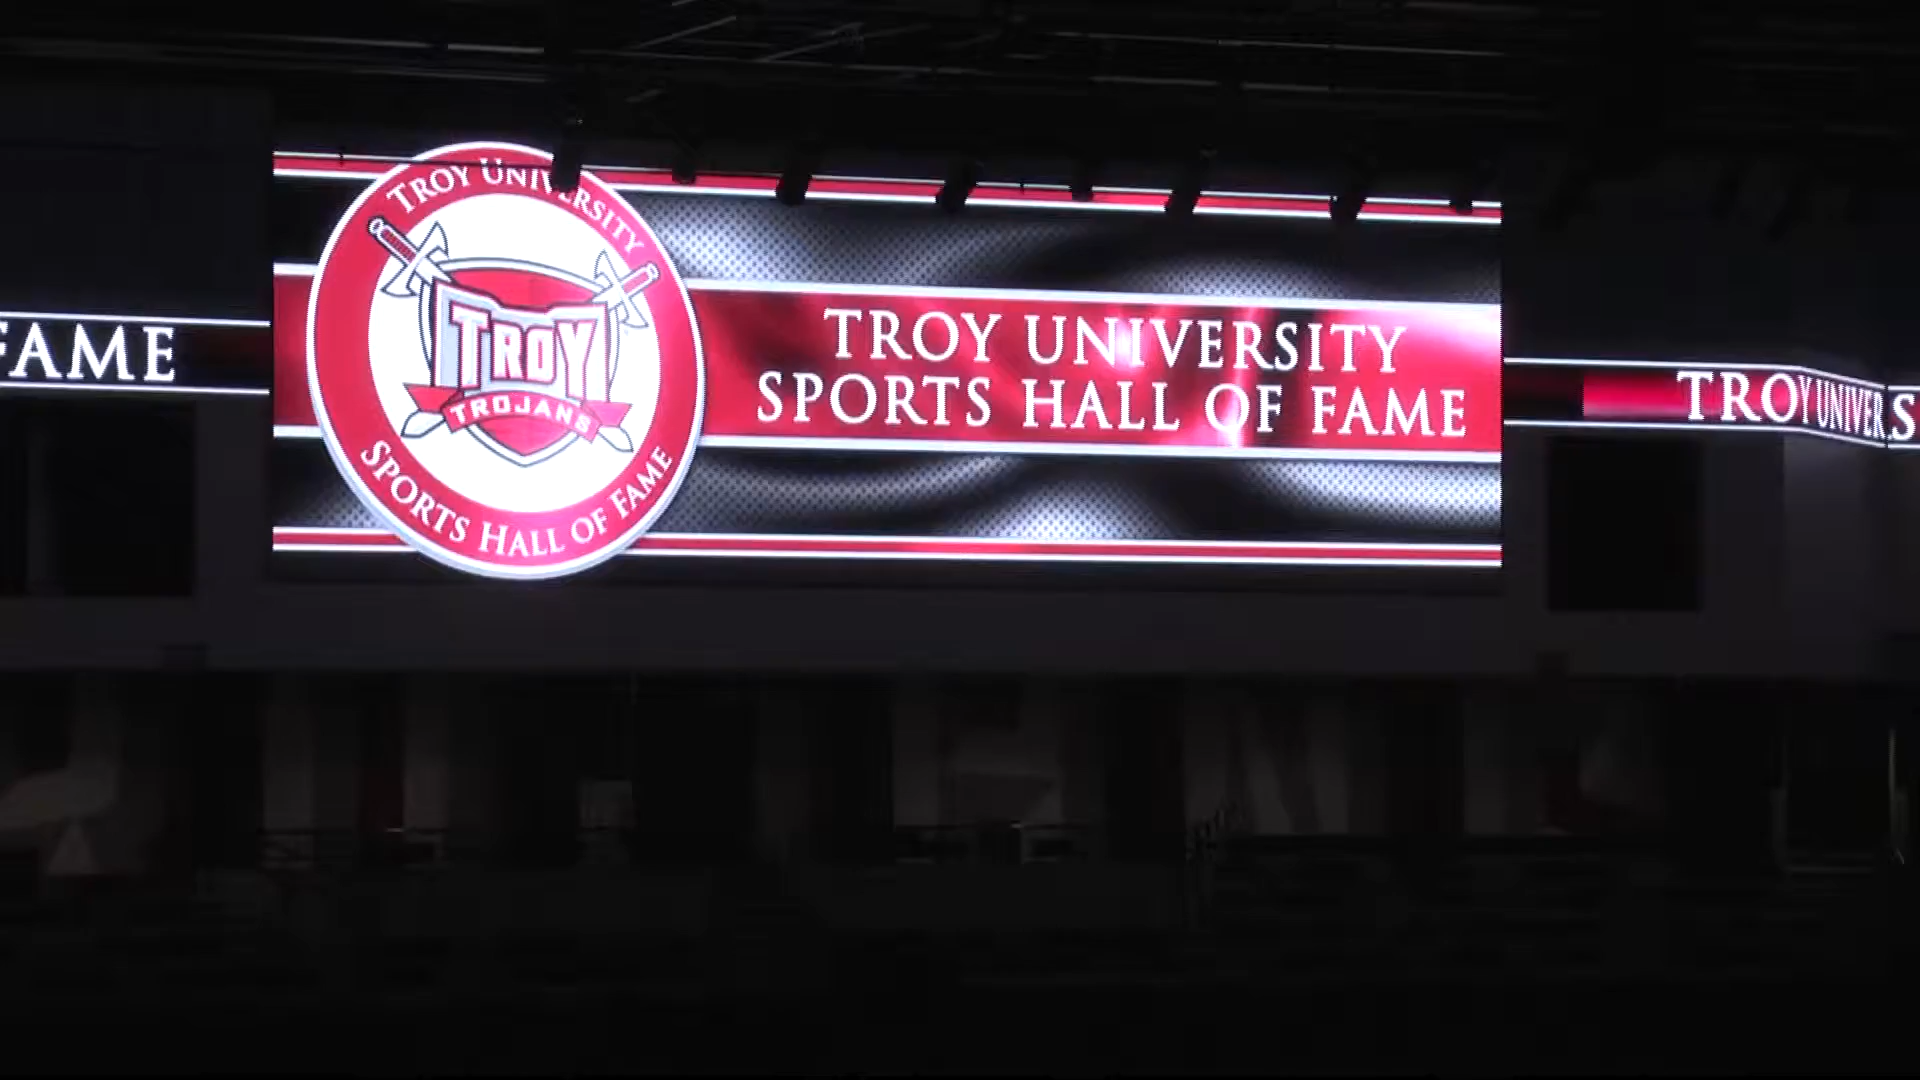 TROY UNIVERSITY
TROY
TROJANS
SPORTS HALL OF FAME
TROY UNIVERSITY
SPORTS HALL OF FAME
FAME
TROY UNIVERS